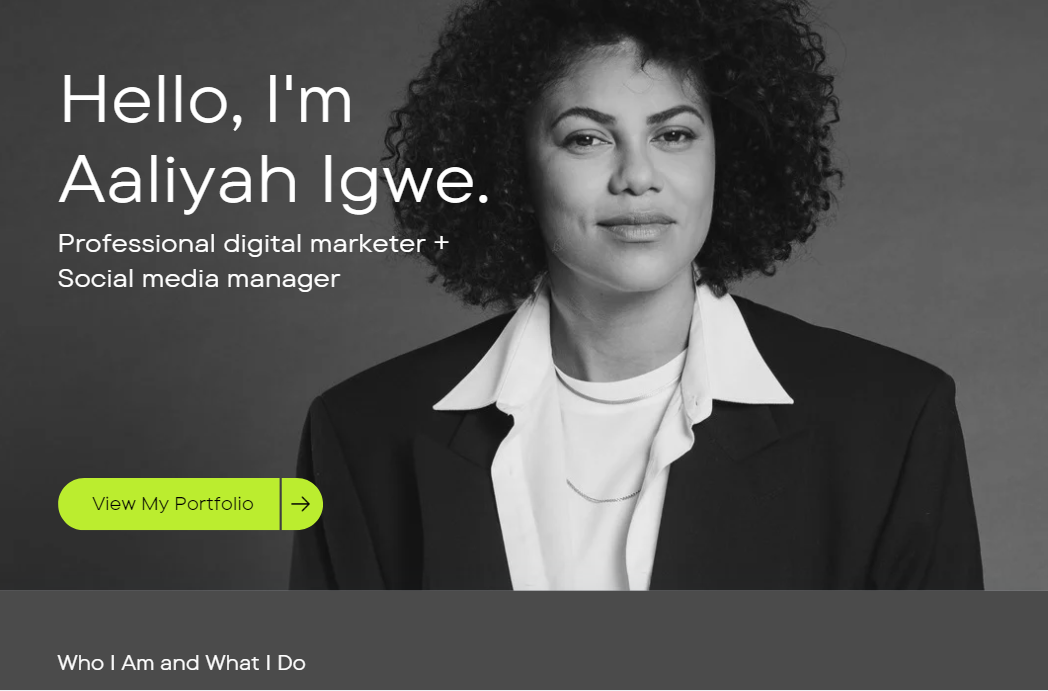 Hello, I'm
Aaliyah Igwe.
Professional digital marketer +
Social media manager
View My Portfolio
Who I Am and What I Do